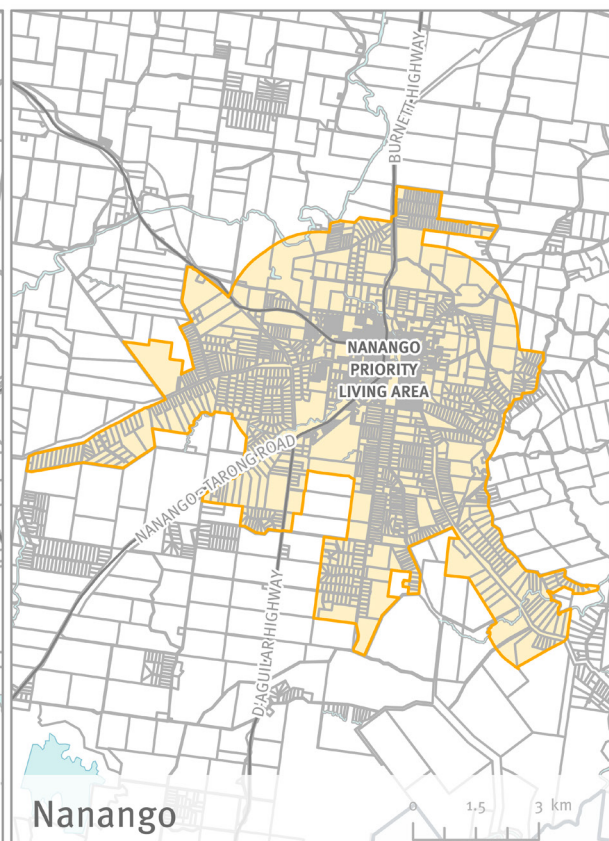 BURNETT HIGHWAY
NANANGO
PRIORITY
LIVING AREA
NANANGO - TARONG ROAD
D'AGUILAR HIGHWAY
Nanango
0 1.5 3 km